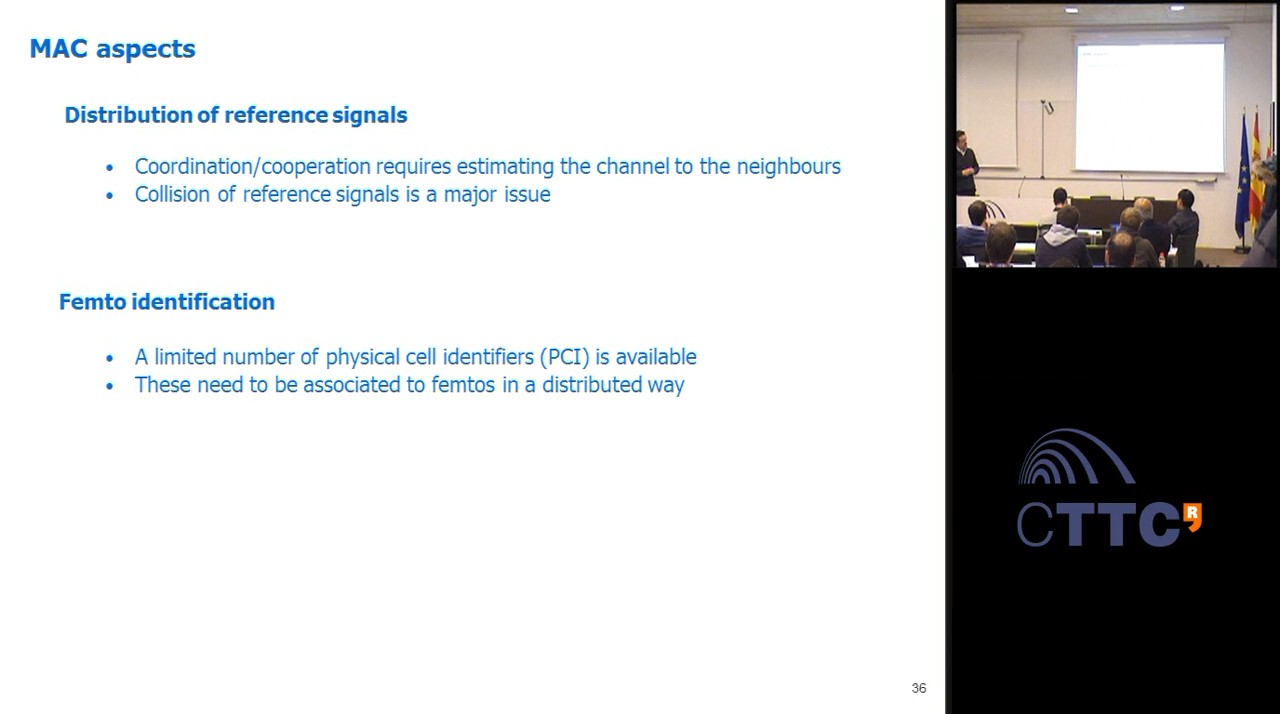 MAC aspects
Distribution of reference signals
• Coordination/cooperation requires estimating the channel to the neighbours
• Collision of reference signals is a major issue
Femto identification
• A limited number of physical cell identifiers (PCI) is available
• These need to be associated to femtos in a distributed way
36
CTTC
R